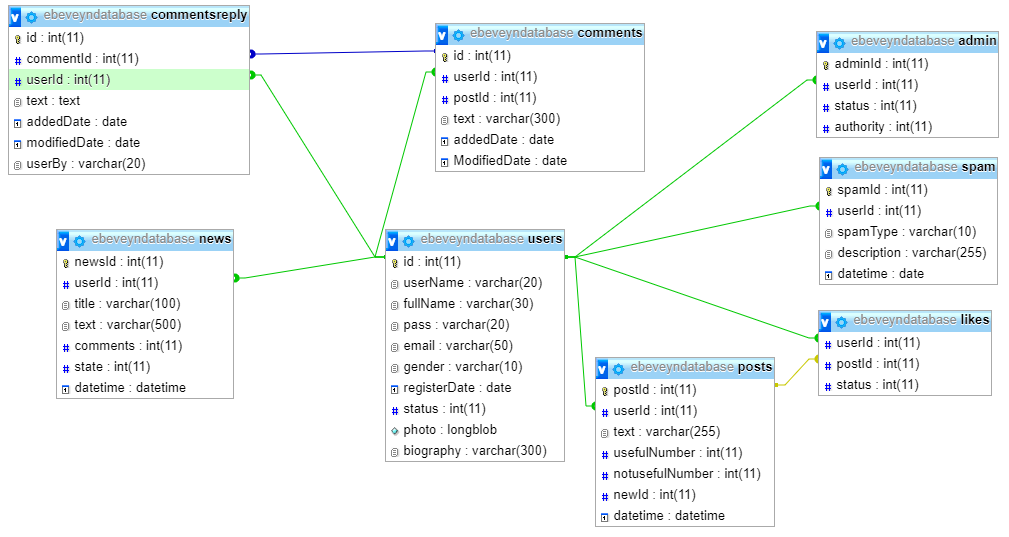 ebeveyndatabase commentsreply
id : int(11)
commentId : int(11)
userId : int(11)
text : text
addedDate : date
modifiedDate : date
userBy : varchar(20)
ebeveyndatabase comments
id : int(11)
userId : int(11)
postId : int(11)
text : varchar(300)
addedDate : date
ModifiedDate : date
ebeveyndatabase admin
adminId : int(11)
userId : int(11)
status : int(11)
authority : int(11)
ebeveyndatabase spam
spamId : int(11)
userId : int(11)
spamType : varchar(10)
description : varchar(255)
datetime : date
ebeveyndatabase news
newsId : int(11)
userId : int(11)
title : varchar(100)
text : varchar(500)
comments : int(11)
state : int(11)
datetime : datetime
ebeveyndatabase users
id : int(11)
userName : varchar(20)
fullName : varchar(30)
pass : varchar(20)
email : varchar(50)
gender : varchar(10)
registerDate : date
status : int(11)
photo : longblob
biography : varchar(300)
ebeveyndatabase likes
userId : int(11)
postId : int(11)
status : int(11)
ebeveyndatabase posts
postId : int(11)
userId : int(11)
text : varchar(255)
usefulNumber : int(11)
notusefulNumber : int(11)
newId : int(11)
datetime : datetime